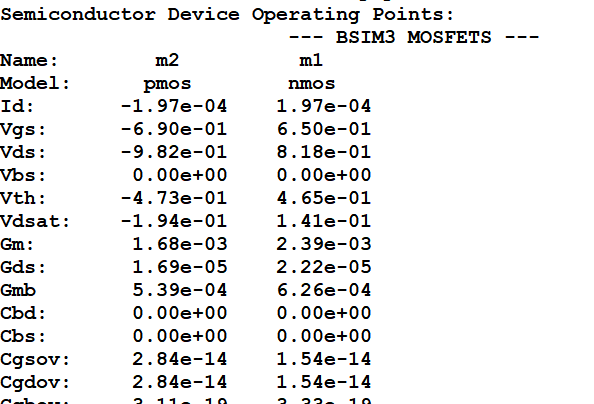 Semiconductor Device Operating Points:
--- BSIM3 MOSFETS ---
Name: m2 m1
Model: pmos nmos
Id: -1.97e-04 1.97e-04
Vgs: -6.90e-01 6.50e-01
Vds: -9.82e-01 8.18e-01
Vbs: 0.00e+00 0.00e+00
Vth: -4.73e-01 4.65e-01
Vdsat: -1.94e-01 1.41e-01
Gm: 1.68e-03 2.39e-03
Gds: 1.69e-05 2.22e-05
Gmb 5.39e-04 6.26e-04
Cbd: 0.00e+00 0.00e+00
Cbs: 0.00e+00 0.00e+00
Cgsov: 2.84e-14 1.54e-14
Cgdov: 2.84e-14 1.54e-14